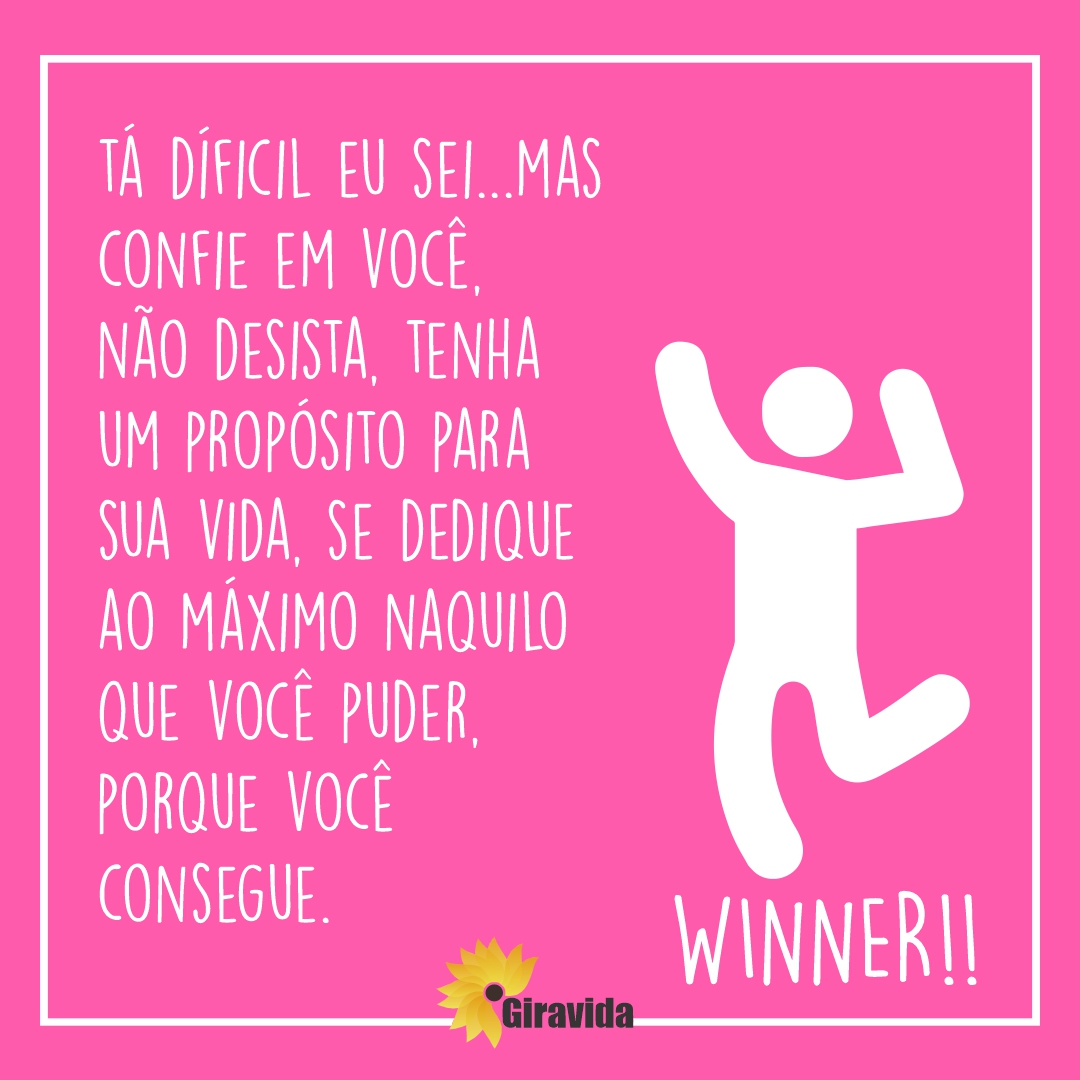 TÁ DÍFICIL EU SEI...MAS
CONFIE EM VOCÊ,
NÃO DESISTA, TENHA
UM PROPÓSITO PARA
SUA VIDA, SE DEDIQUE
AO MÁXIMO NAQUILO
QUE VOCÊ PUDER,
PORQUE VOCÊ
CONSEGUE.
WINNER!!
Giravida